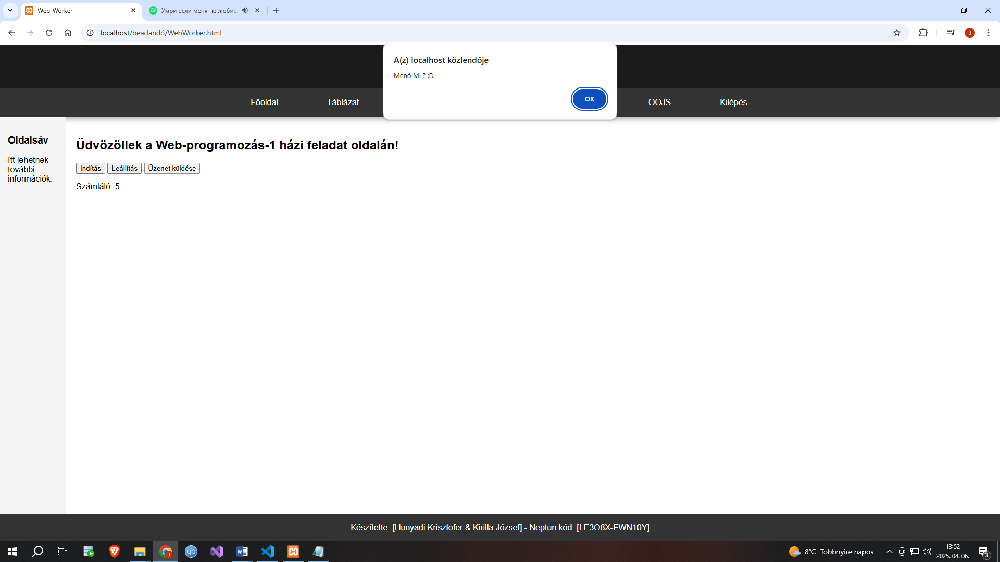 Web-Worker
Умри если меня не любиш
localhost/beadandó/WebWorker.html
J
A(z) localhost közlendője
Menő Mi ? :D
OK
Főoldal
Táblázat
OOJS
Kilépés
Oldalsáv
Itt lehetnek
további
információk.
Üdvözöllek a Web-programozás-1 házi feladat oldalán!
Indítás
Leállítás
Üzenet küldése
Számláló: 5
Készítette: [Hunyadi Krisztofer & Kirilla József] - Neptun kód: [LE3O8X-FWN10Y]
J
qb
8°C Többnyire napos
13:52
2025. 04. 06.
3